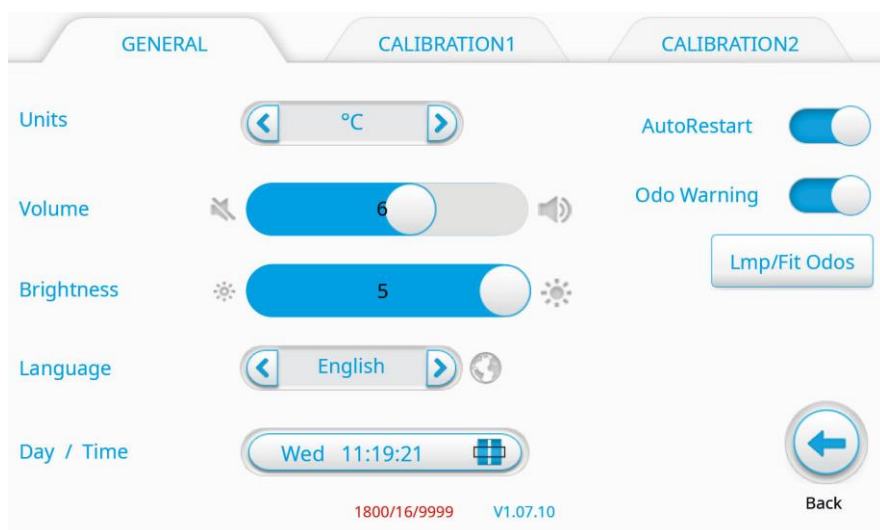 GENERAL
CALIBRATION1
CALIBRATION2
Units
°C
AutoRestart
Volume
6
Odo Warning
Lmp/Fit Odos
Brightness
5
Language
English
Day / Time
Wed 11:19:21
Back
1800/16/9999
V1.07.10